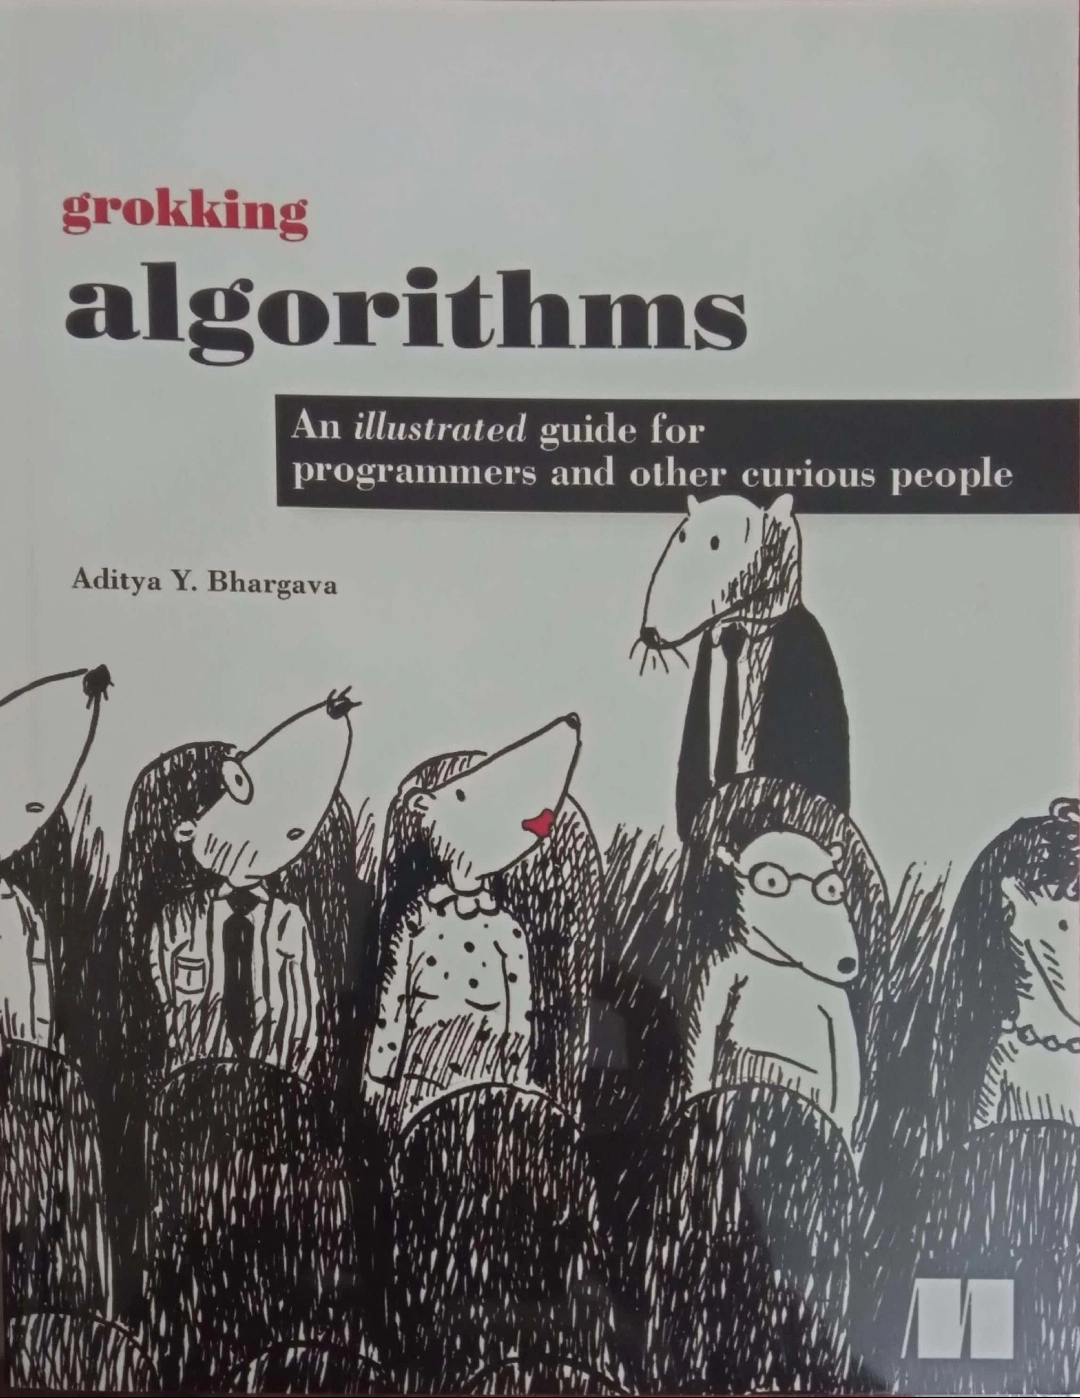 grokking
algorithms
An illustrated guide for
programmers and other curious people
Aditya Y. Bhargava